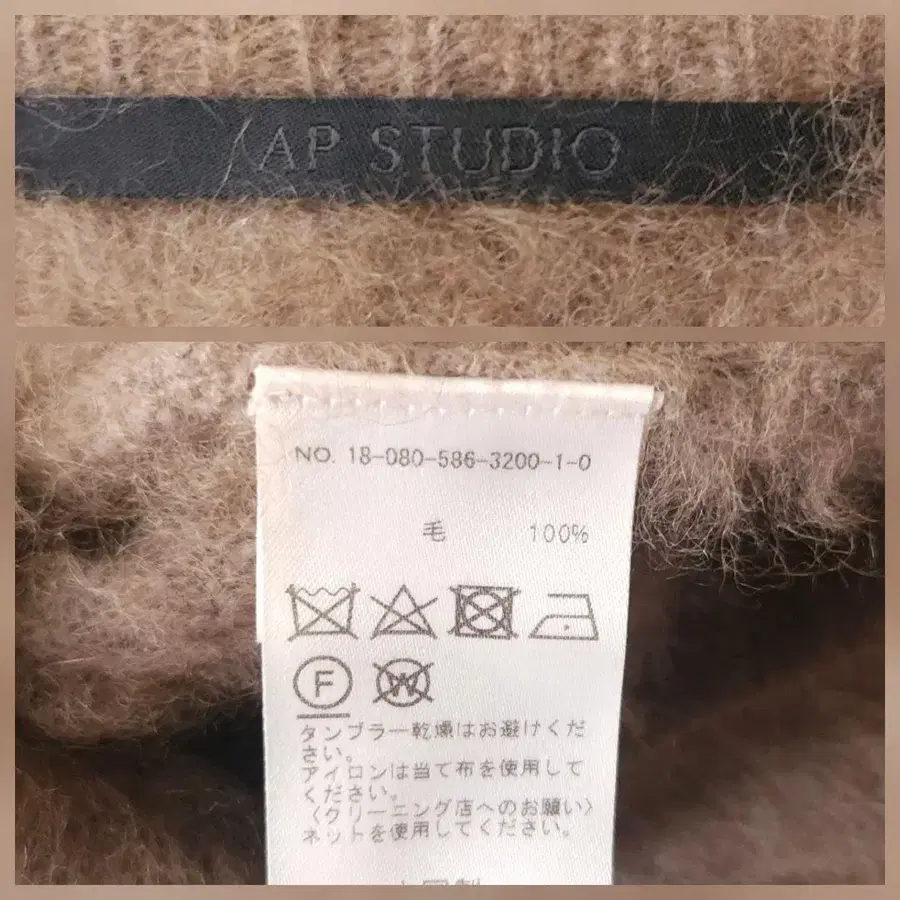 AP STUDIO
NO. 18-080-586-3200-1-0
毛 100%
F
W
タンブラー乾燥はお避けくだ
さい。
アイロンは当て布を使用して
ください。
〈クリーニング店へのお願い〉
ネットを使用してください。